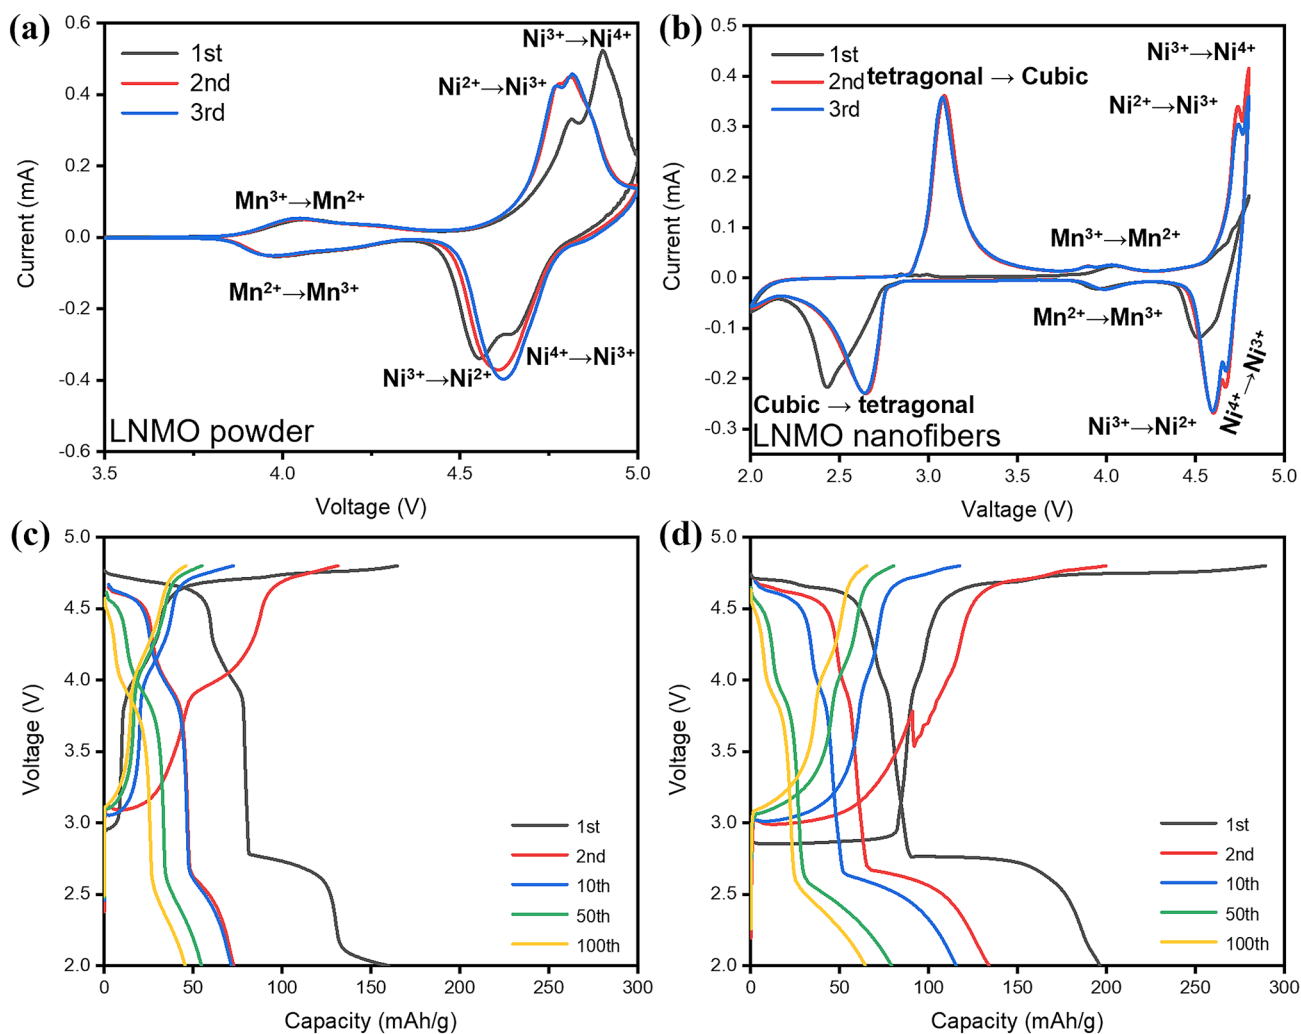 (a)
0.6
0.4
0.2
0.0
-0.2
-0.4
-0.6
Current (mA)
1st
2nd
3rd
Ni³⁺→Ni⁴⁺
Ni²⁺→Ni³⁺
Mn³⁺→Mn²⁺
Mn²⁺→Mn³⁺
Ni⁴⁺→Ni³⁺
Ni³⁺→Ni²⁺
LNMO powder
3.5 4.0 4.5 5.0
Voltage (V)
(b)
0.5
0.4
0.3
0.2
0.1
0.0
-0.1
-0.2
-0.3
Current (mA)
1st
2nd
3rd
tetragonal → Cubic
Ni³⁺→Ni⁴⁺
Ni²⁺→Ni³⁺
Mn³⁺→Mn²⁺
Mn²⁺→Mn³⁺
Ni⁴⁺→Ni³⁺
Cubic → tetragonal
Ni³⁺→Ni²⁺
LNMO nanofibers
2.0 2.5 3.0 3.5 4.0 4.5 5.0
Valtage (V)
(c)
5.0
4.5
4.0
3.5
3.0
2.5
2.0
Voltage (V)
1st
2nd
10th
50th
100th
0 50 100 150 200 250 300
Capacity (mAh/g)
(d)
5.0
4.5
4.0
3.5
3.0
2.5
2.0
Voltage (V)
1st
2nd
10th
50th
100th
0 50 100 150 200 250 300
Capacity (mAh/g)